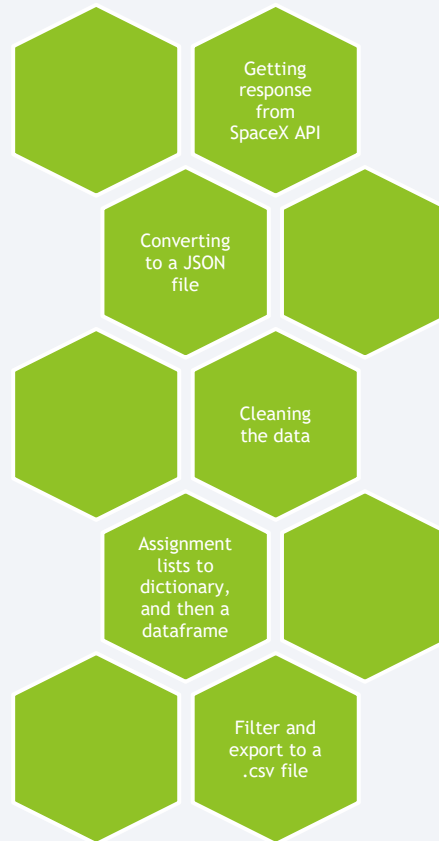 Getting
response
from
SpaceX API
Converting
to a JSON
file
Cleaning
the data
Assignment
lists to
dictionary,
and then a
dataframe
Filter and
export to a
.csv file